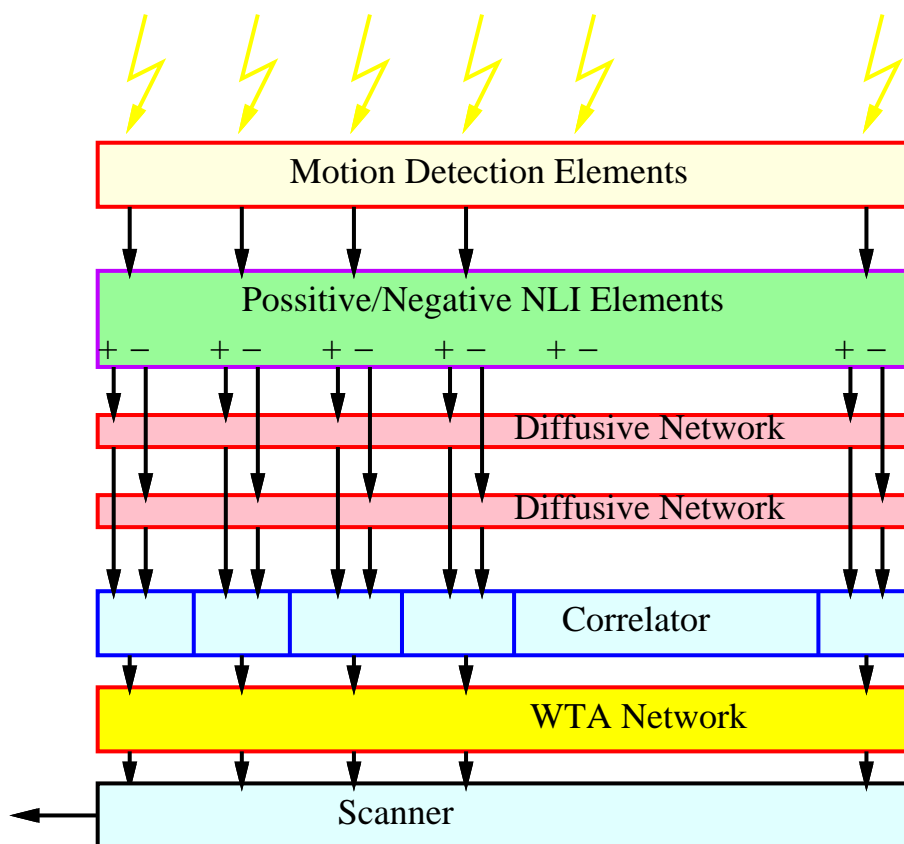 Motion Detection Elements
Possitive/Negative NLI Elements
+ − + − + − + − + − + −
Diffusive Network
Diffusive Network
Correlator
WTA Network
Scanner